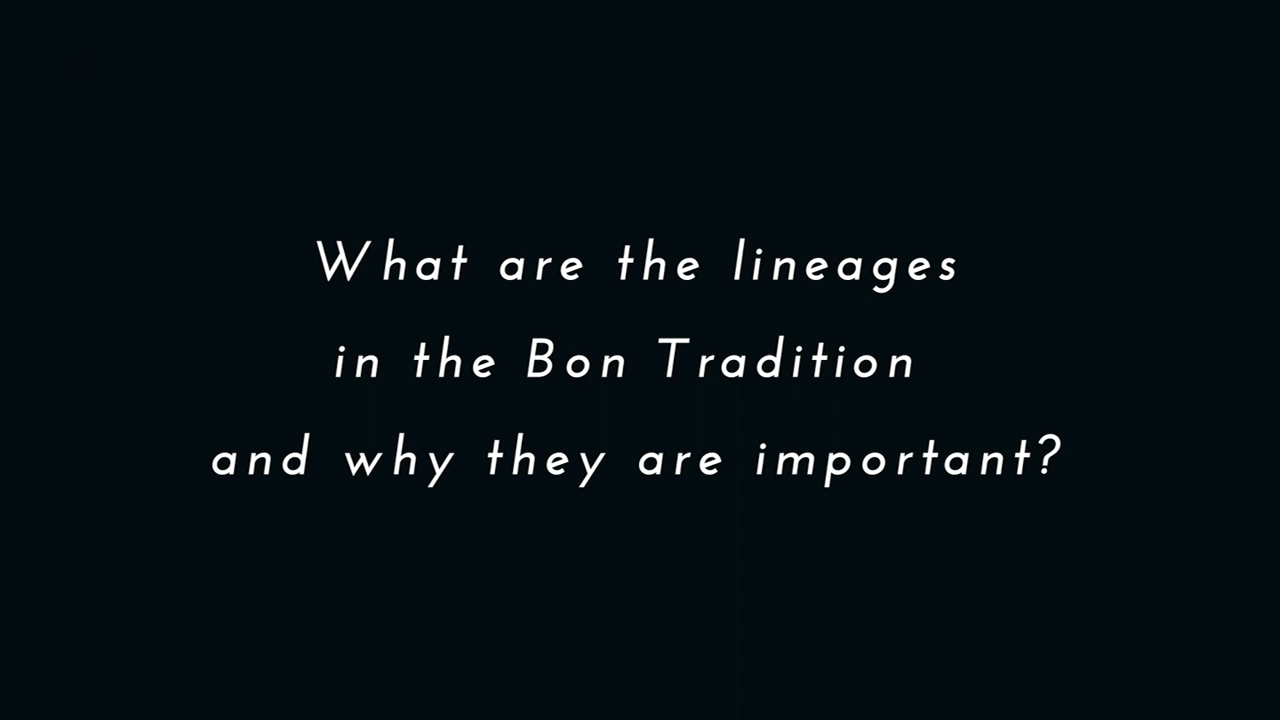 What are the lineages
in the Bon Tradition
and why they are important?